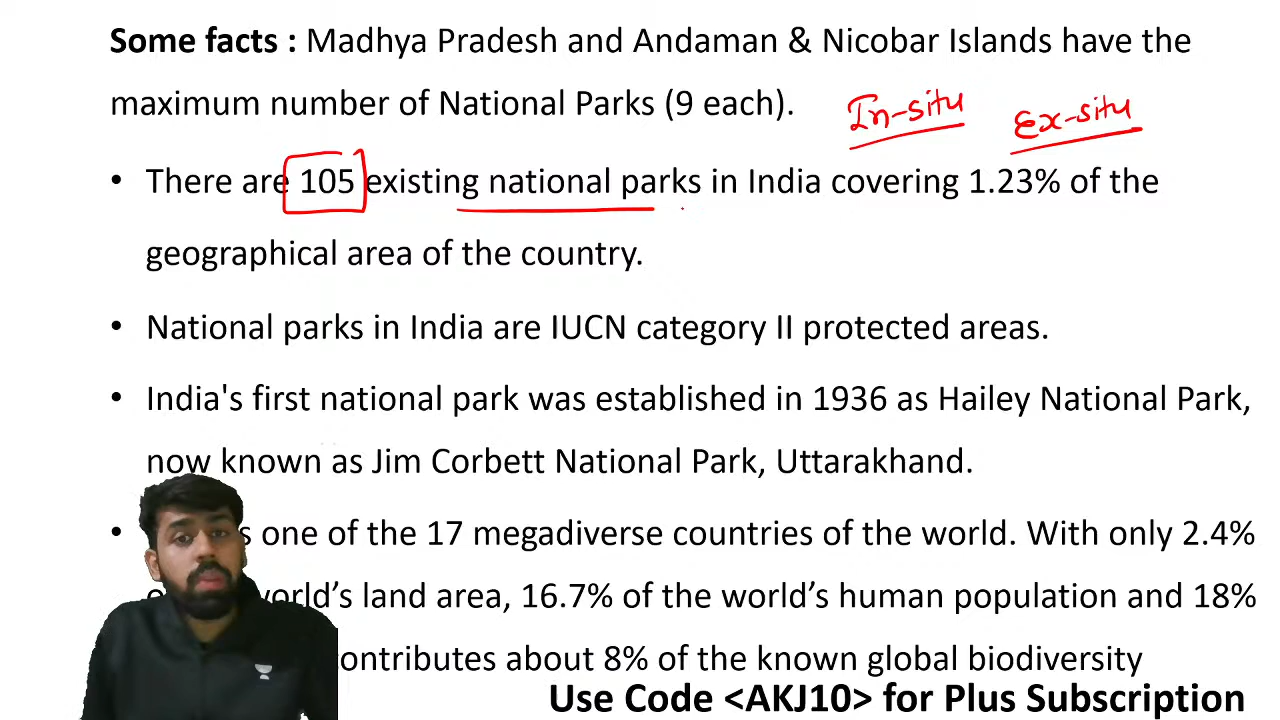 Some facts : Madhya Pradesh and Andaman & Nicobar Islands have the
maximum number of National Parks (9 each).
In-situ Ex-situ
• There are 105 existing national parks in India covering 1.23% of the
geographical area of the country.
• National parks in India are IUCN category II protected areas.
• India's first national park was established in 1936 as Hailey National Park,
now known as Jim Corbett National Park, Uttarakhand.
• one of the 17 megadiverse countries of the world. With only 2.4%
land area, 16.7% of the world’s human population and 18%
about 8% of the known global biodiversity
Use Code <AKJ10> for Plus Subscription